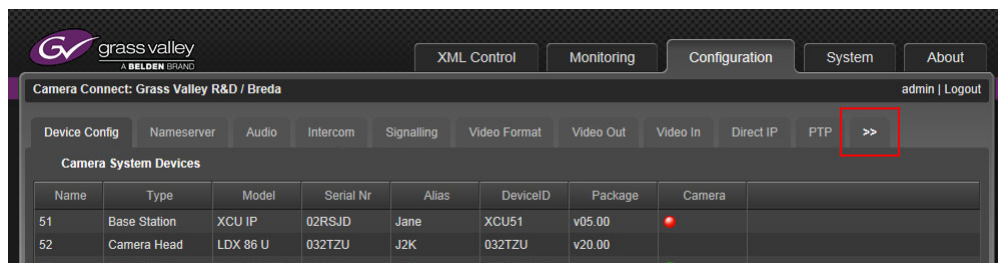 GV grass valley
A BELDEN BRAND
XML Control Monitoring Configuration System About
Camera Connect: Grass Valley R&D / Breda admin | Logout
Device Config Nameserver Audio Intercom Signalling Video Format Video Out Video In Direct IP PTP >>
Camera System Devices
Name Type Model Serial Nr Alias DeviceID Package Camera
51 Base Station XCU IP 02RSJD Jane XCU51 v05.00
52 Camera Head LDX 86 U 032TZU J2K 032TZU v20.00